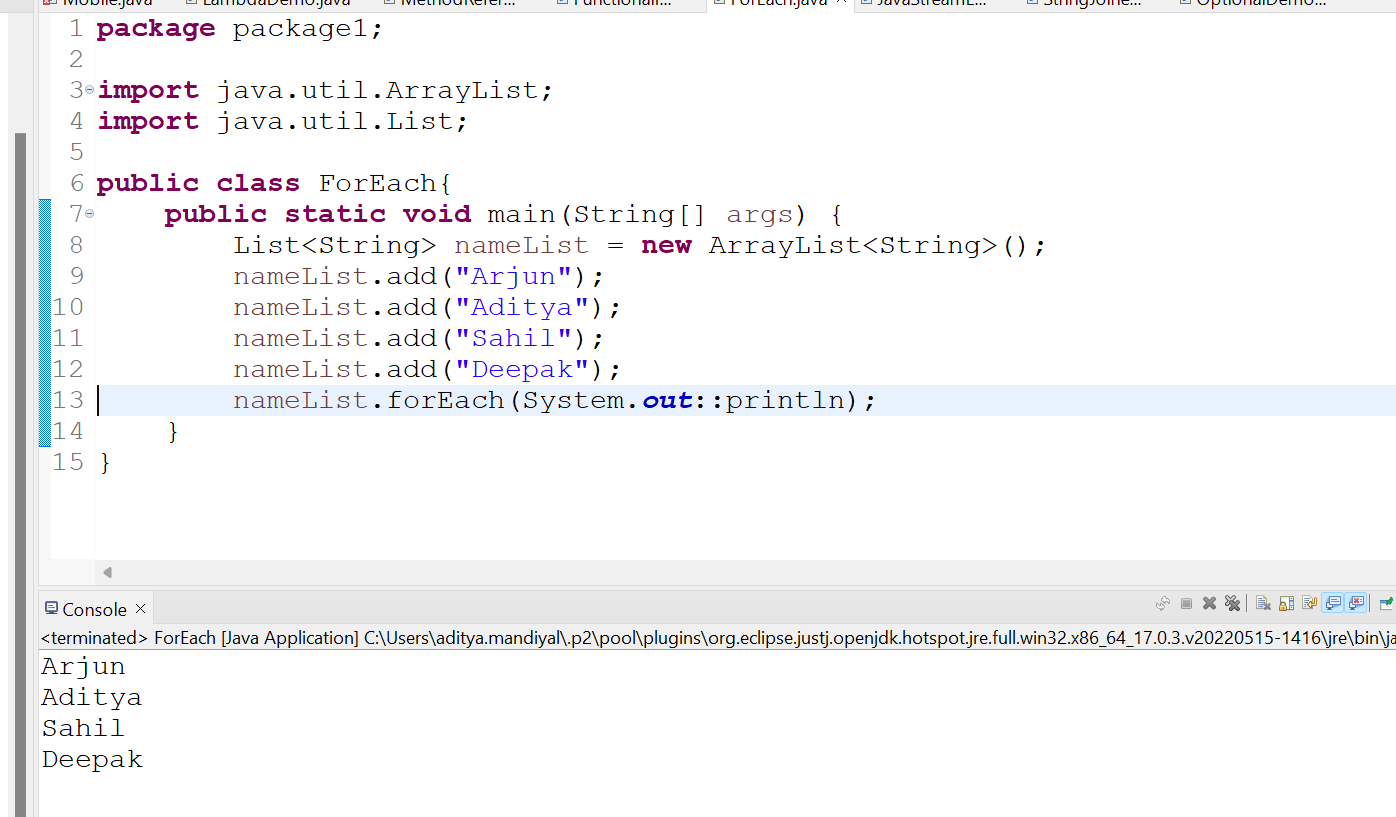 Mobile.java LambdaDemo.java MethodRefer... Functionali... ForEach.java JavaStreamE... StringJoine... OptionalDemo...
1 package package1;
2
3 import java.util.ArrayList;
4 import java.util.List;
5
6 public class ForEach{
7 public static void main(String[] args) {
8 List<String> nameList = new ArrayList<String>();
9 nameList.add("Arjun");
10 nameList.add("Aditya");
11 nameList.add("Sahil");
12 nameList.add("Deepak");
13 nameList.forEach(System.out::println);
14 }
15 }
Console
<terminated> ForEach [Java Application] C:\Users\aditya.mandiyal\.p2\pool\plugins\org.eclipse.justj.openjdk.hotspot.jre.full.win32.x86_64_17.0.3.v20220515-1416\jre\bin\ja
Arjun
Aditya
Sahil
Deepak